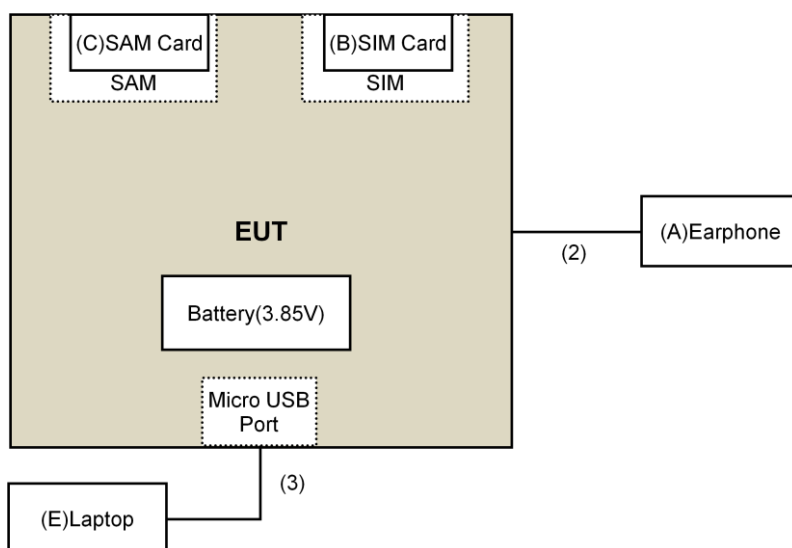 (C)SAM Card
SAM
(B)SIM Card
SIM
EUT
(A)Earphone
(2)
Battery(3.85V)
Micro USB
Port
(3)
(E)Laptop